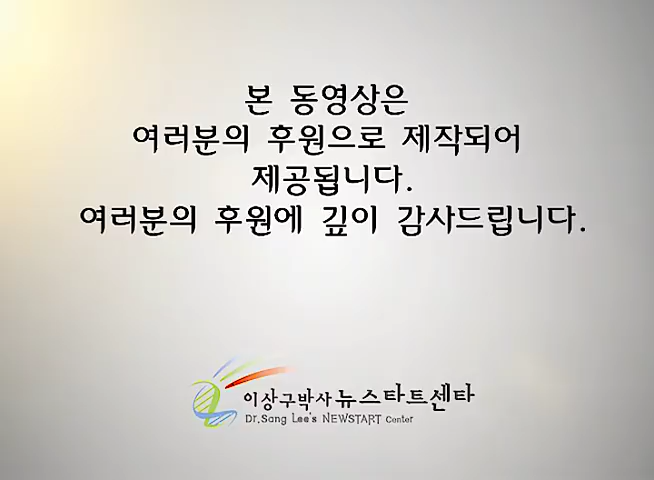 본 동영상은
여러분의 후원으로 제작되어
제공됩니다.
여러분의 후원에 깊이 감사드립니다.
이상구박사뉴스타트센타
Dr.Sang Lee's NEWSTART Center